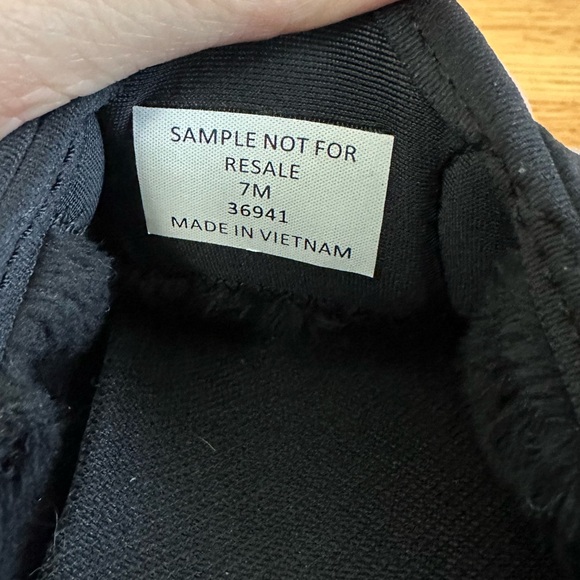 SAMPLE NOT FOR
RESALE
7M
36941
MADE IN VIETNAM